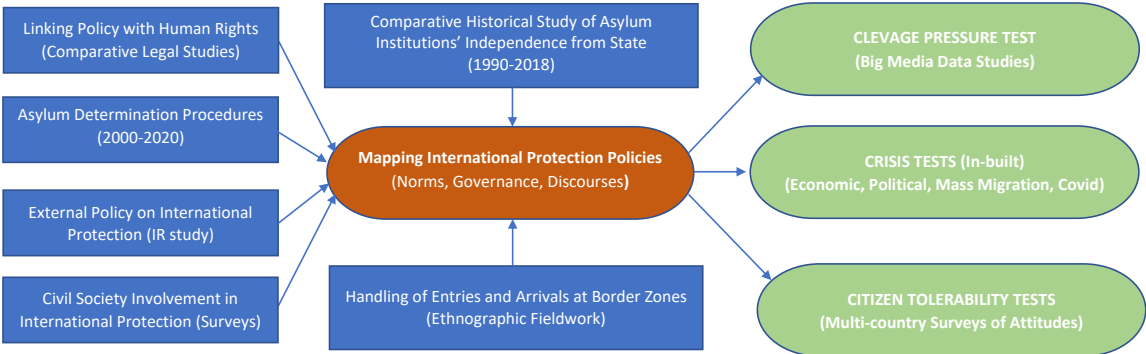 Linking Policy with Human Rights
(Comparative Legal Studies)
Asylum Determination Procedures
(2000-2020)
External Policy on International
Protection (IR study)
Civil Society Involvement in
International Protection (Surveys)
Comparative Historical Study of Asylum
Institutions’ Independence from State
(1990-2018)
Mapping International Protection Policies
(Norms, Governance, Discourses)
Handling of Entries and Arrivals at Border Zones
(Ethnographic Fieldwork)
CLEVAGE PRESSURE TEST
(Big Media Data Studies)
CRISIS TESTS (In-built)
(Economic, Political, Mass Migration, Covid)
CITIZEN TOLERABILITY TESTS
(Multi-country Surveys of Attitudes)